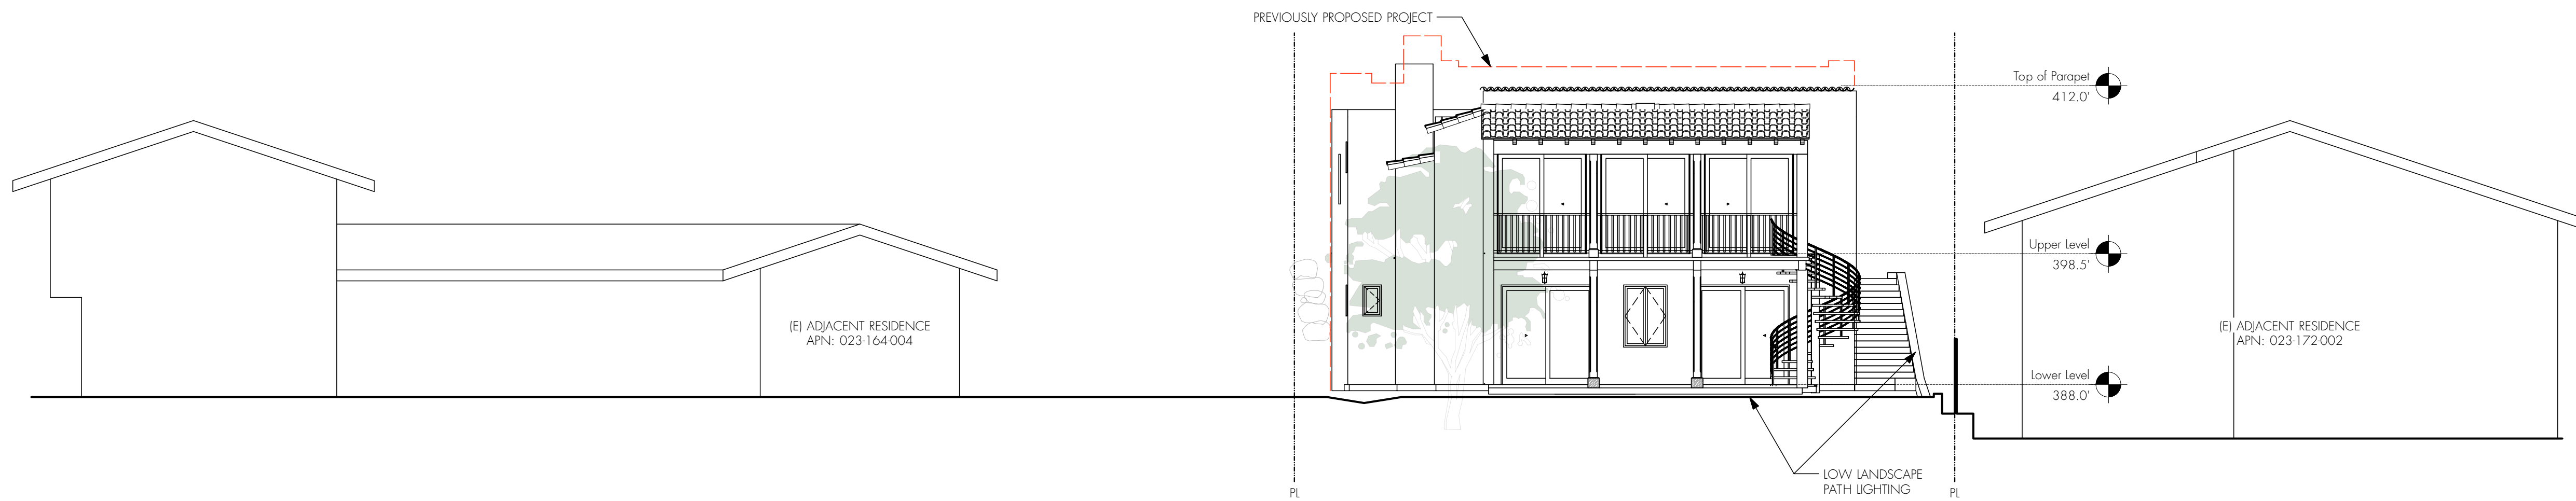 PREVIOUSLY PROPOSED PROJECT
Top of Parapet
412.0'
Upper Level
398.5'
(E) ADJACENT RESIDENCE
APN: 023-164-004
(E) ADJACENT RESIDENCE
APN: 023-172-002
Lower Level
388.0'
LOW LANDSCAPE
PATH LIGHTING
PL
PL